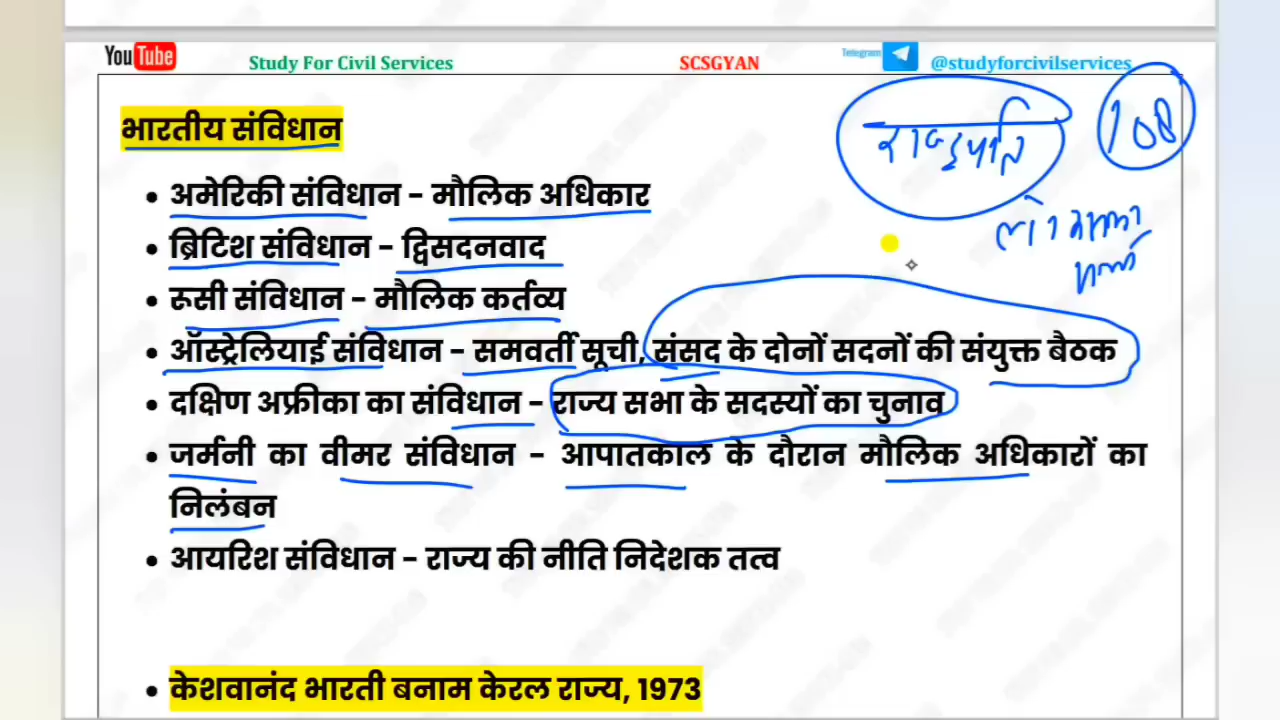 YouTube Study For Civil Services SCSGYAN Telegram @studyforcivilservices
भारतीय संविधान
राष्ट्रपति 108
• अमेरिकी संविधान - मौलिक अधिकार
• ब्रिटिश संविधान - द्विसदनवाद
• रूसी संविधान - मौलिक कर्तव्य
• ऑस्ट्रेलियाई संविधान - समवर्ती सूची, संसद के दोनों सदनों की संयुक्त बैठक
• दक्षिण अफ्रीका का संविधान - राज्य सभा के सदस्यों का चुनाव
• जर्मनी का वीमर संविधान - आपातकाल के दौरान मौलिक अधिकारों का
निलंबन
• आयरिश संविधान - राज्य की नीति निदेशक तत्व
• केशवानंद भारती बनाम केरल राज्य, 1973